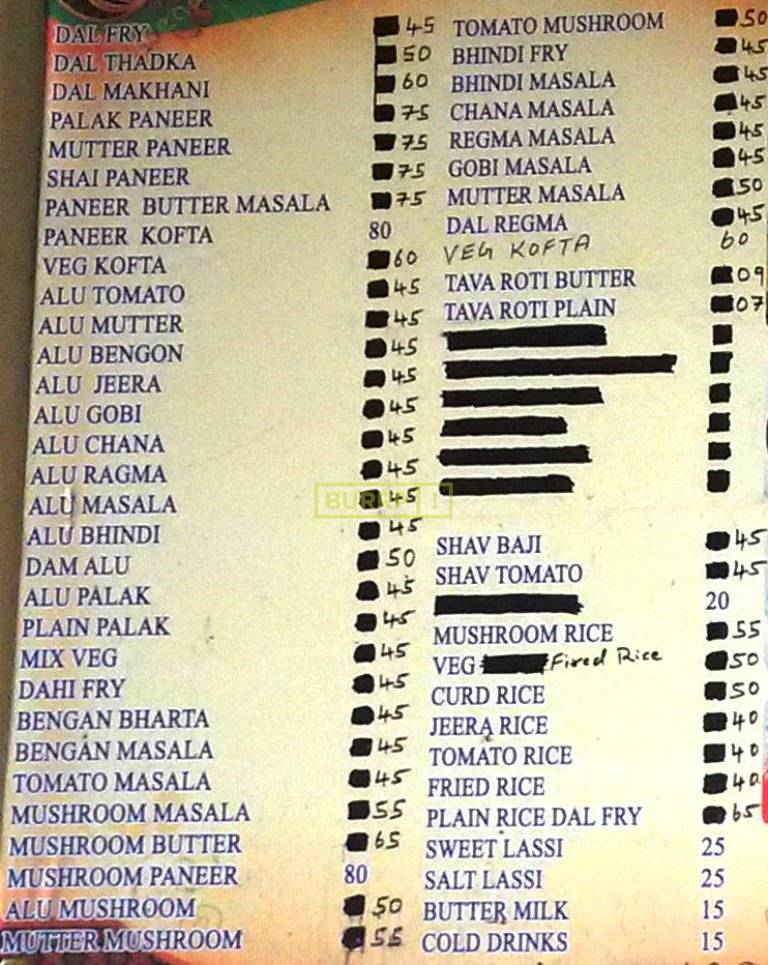 DAL FRY 45
DAL THADKA 50
DAL MAKHANI 60
PALAK PANEER 75
MUTTER PANEER 75
SHAI PANEER 75
PANEER BUTTER MASALA 75
PANEER KOFTA 80
VEG KOFTA 60
ALU TOMATO 45
ALU MUTTER 45
ALU BENGON 45
ALU JEERA 45
ALU GOBI 45
ALU CHANA 45
ALU RAGMA 45
ALU MASALA 45
ALU BHINDI 45
DAM ALU 50
ALU PALAK 45
PLAIN PALAK 45
MIX VEG 45
DAHI FRY 45
BENGAN BHARTA 45
BENGAN MASALA 45
TOMATO MASALA 45
MUSHROOM MASALA 55
MUSHROOM BUTTER 65
MUSHROOM PANEER 80
ALU MUSHROOM 50
MUTTER MUSHROOM 55
TOMATO MUSHROOM 50
BHINDI FRY 45
BHINDI MASALA 45
CHANA MASALA 45
REGMA MASALA 45
GOBI MASALA 45
MUTTER MASALA 50
DAL REGMA 45
VEG KOFTA 60
TAVA ROTI BUTTER 09
TAVA ROTI PLAIN 07
SHAV BAJI 45
SHAV TOMATO 45
20
MUSHROOM RICE 55
VEG Fired Rice 50
CURD RICE 50
JEERA RICE 40
TOMATO RICE 40
FRIED RICE 40
PLAIN RICE DAL FRY 65
SWEET LASSI 25
SALT LASSI 25
BUTTER MILK 15
COLD DRINKS 15